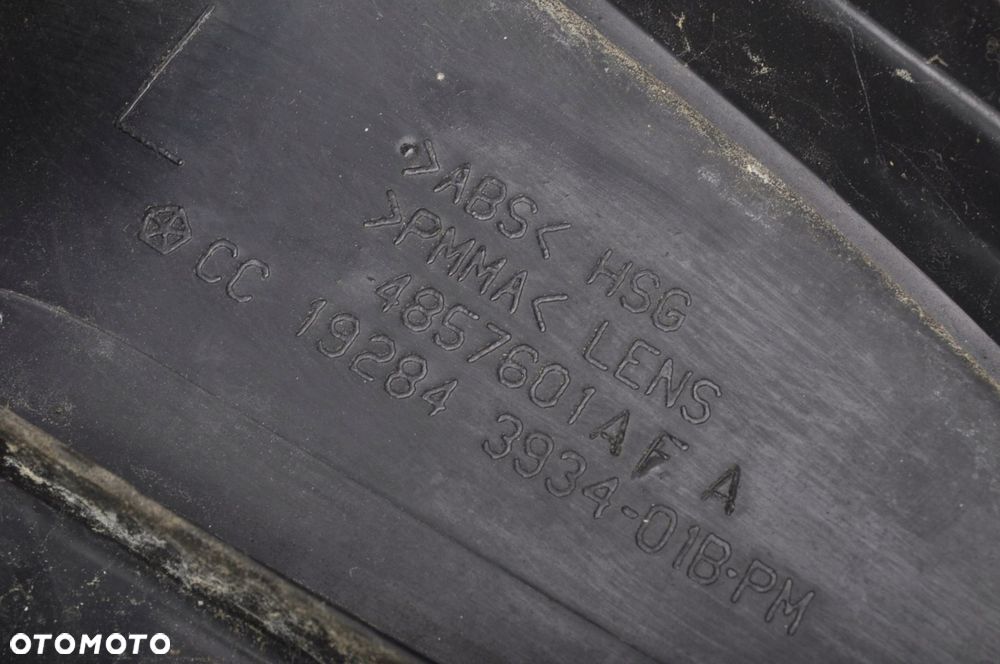 >ABS< HSG
>PMMA< LENS
4857601AF A
CC 19284 3934-01B-PM
OTOMOTO